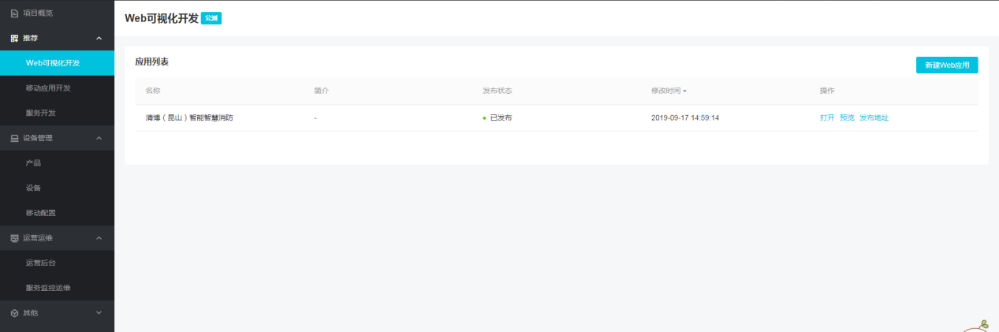 项目概览
推荐
Web可视化开发
移动应用开发
服务开发
设备管理
产品
设备
移动配置
运营运维
运营后台
服务监控运维
其他
Web可视化开发 公测
应用列表
新建Web应用
名称 简介 发布状态 修改时间 操作
清博（昆山）智能智慧消防 - 已发布 2019-09-17 14:59:14 打开 预览 发布地址